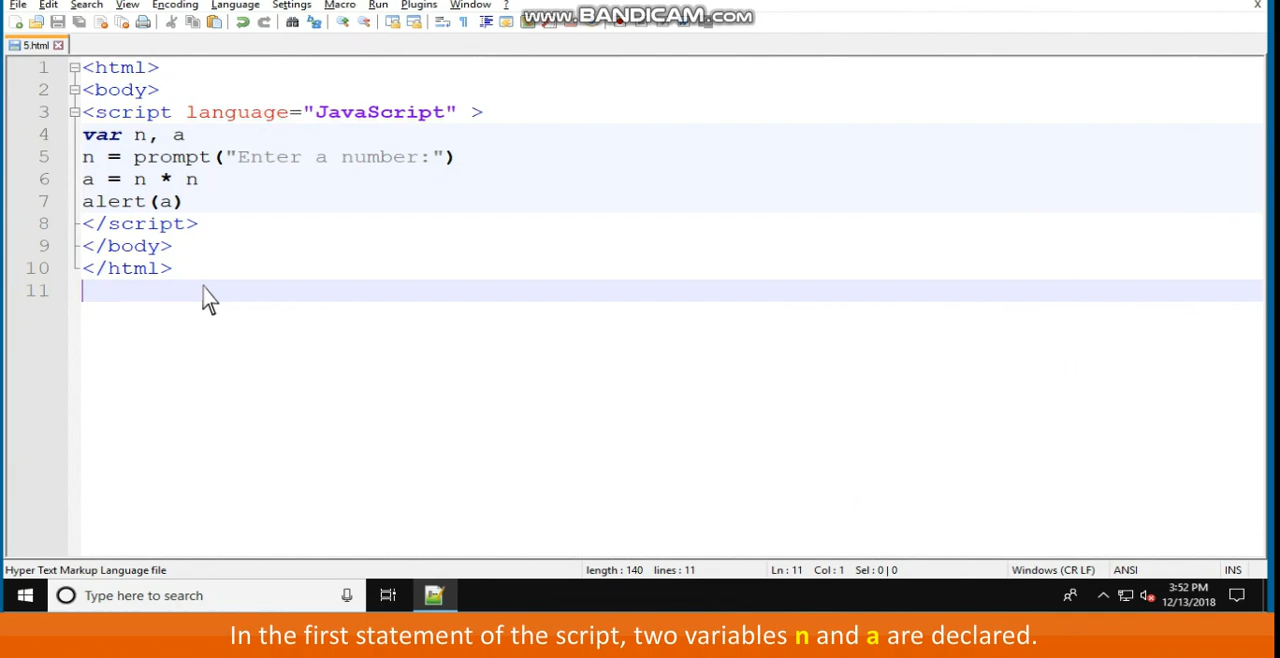 File Edit Search View Encoding Language Settings Macro Run Plugins Window ? X
www.BANDICAM.com
5.html
1 <html>
2 <body>
3 <script language="JavaScript" >
4 var n, a
5 n = prompt("Enter a number:")
6 a = n * n
7 alert(a)
8 </script>
9 </body>
10 </html>
11
Hyper Text Markup Language file length : 140 lines : 11 Ln : 11 Col : 1 Sel : 0 | 0 Windows (CR LF) ANSI INS
Type here to search 3:52 PM
12/13/2018
In the first statement of the script, two variables n and a are declared.